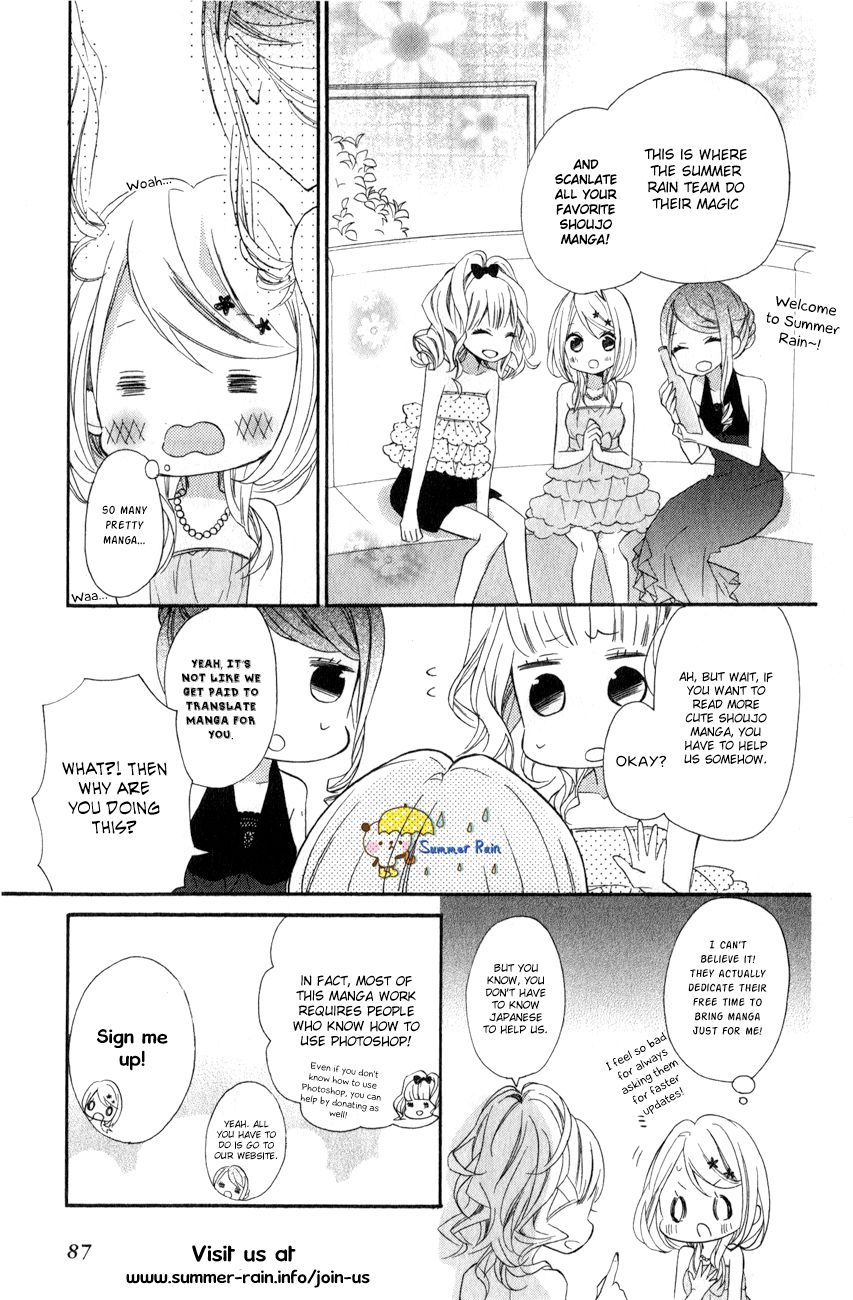 THIS IS WHERE
THE SUMMER
RAIN TEAM DO
THEIR MAGIC
AND
SCANLATE
ALL YOUR
FAVORITE
SHOUJO
MANGA!
Welcome
to Summer
Rain~!
Woah...
SO MANY
PRETTY
MANGA...
Waa...
AH, BUT WAIT, IF
YOU WANT TO
READ MORE
CUTE SHOUJO
MANGA, YOU
HAVE TO HELP
US SOMEHOW.
OKAY?
YEAH, IT'S
NOT LIKE WE
GET PAID TO
TRANSLATE
MANGA FOR
YOU.
WHAT?! THEN
WHY ARE
YOU DOING
THIS?
Summer Rain
I CAN'T
BELIEVE IT!
THEY ACTUALLY
DEDICATE THEIR
FREE TIME TO
BRING MANGA
JUST FOR ME!
I feel so bad
for always
asking them
for faster
updates!
BUT YOU
KNOW, YOU
DON'T HAVE
TO KNOW
JAPANESE
TO HELP US.
IN FACT, MOST OF
THIS MANGA WORK
REQUIRES PEOPLE
WHO KNOW HOW TO
USE PHOTOSHOP!
Even if you don't
know how to use
Photoshop, you can
help by donating as
well!
Sign me
up!
YEAH. ALL
YOU HAVE TO
DO IS GO TO
OUR WEBSITE.
87
Visit us at
www.summer-rain.info/join-us